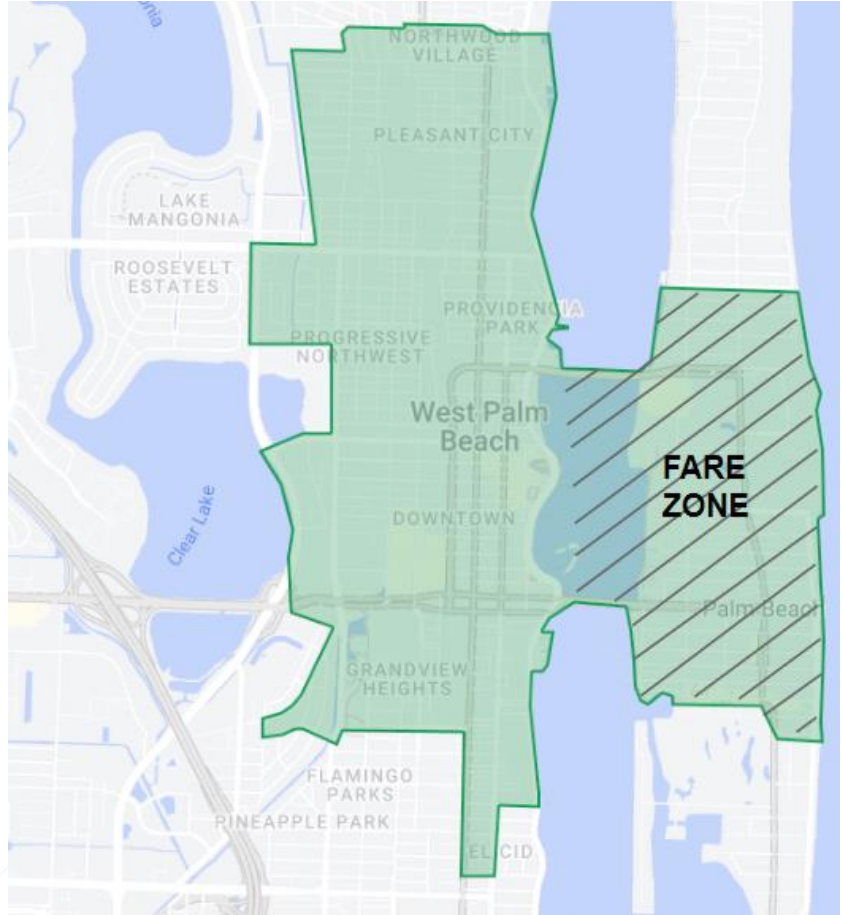 NORTHWOOD
VILLAGE
PLEASANT CITY
LAKE
MANGONIA
ROOSEVELT
ESTATES
PROVIDENCIA
PARK
PROGRESSIVE
NORTHWEST
West Palm
Beach
FARE
ZONE
DOWNTOWN
Clear Lake
Palm Beach
GRANDVIEW
HEIGHTS
FLAMINGO
PARKS
PINEAPPLE PARK
EL CID